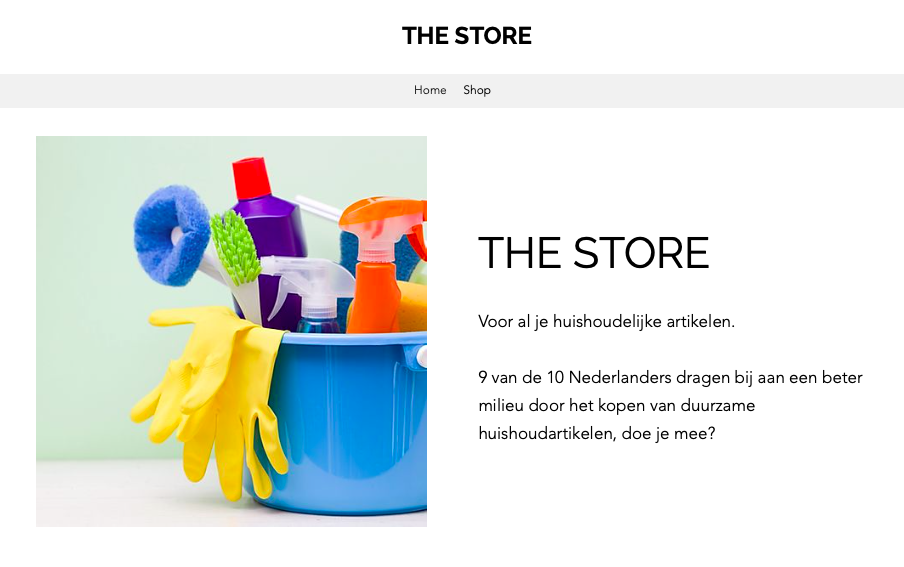 THE STORE
Home Shop
THE STORE
Voor al je huishoudelijke artikelen.
9 van de 10 Nederlanders dragen bij aan een beter
milieu door het kopen van duurzame
huishoudartikelen, doe je mee?